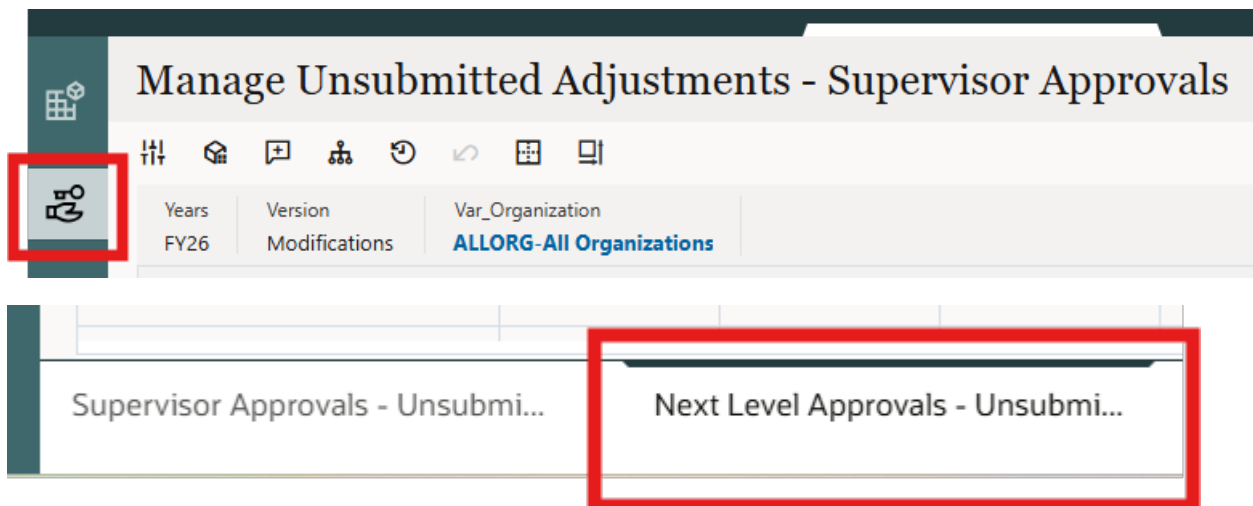 Manage Unsubmitted Adjustments - Supervisor Approvals
Years Version Var_Organization
FY26 Modifications ALLORG-All Organizations
Supervisor Approvals - Unsubmi... Next Level Approvals - Unsubmi...